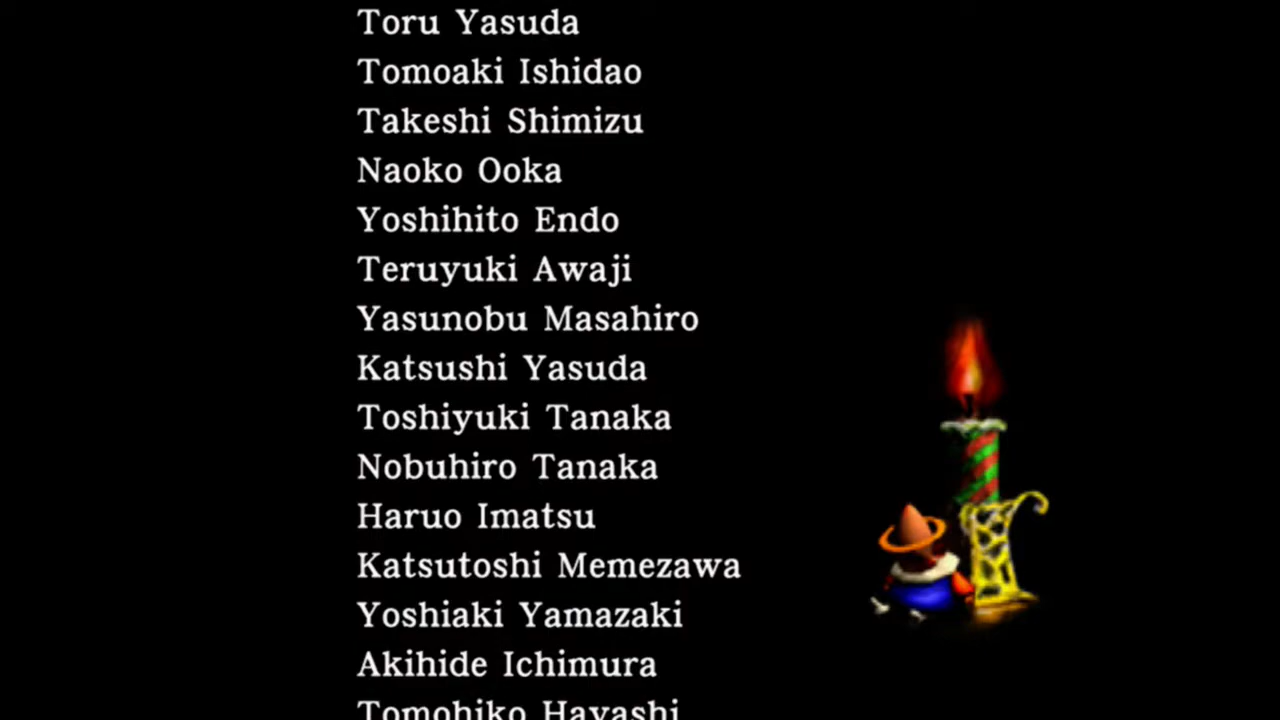 Toru Yasuda
Tomoaki Ishidao
Takeshi Shimizu
Naoko Ooka
Yoshihito Endo
Teruyuki Awaji
Yasunobu Masahiro
Katsushi Yasuda
Toshiyuki Tanaka
Nobuhiro Tanaka
Haruo Imatsu
Katsutoshi Memezawa
Yoshiaki Yamazaki
Akihide Ichimura
Tomohiko Hayashi